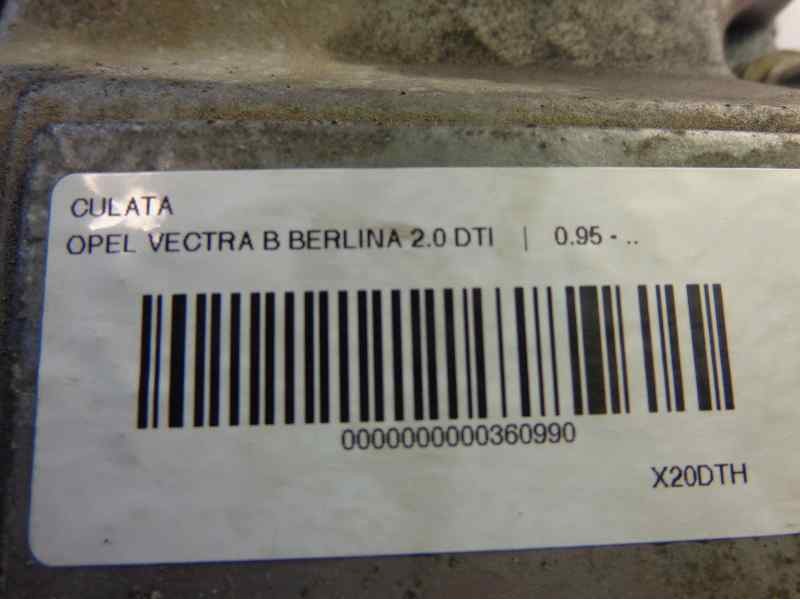 CULATA
OPEL VECTRA B BERLINA 2.0 DTI | 0.95 - ..
0000000000360990
X20DTH